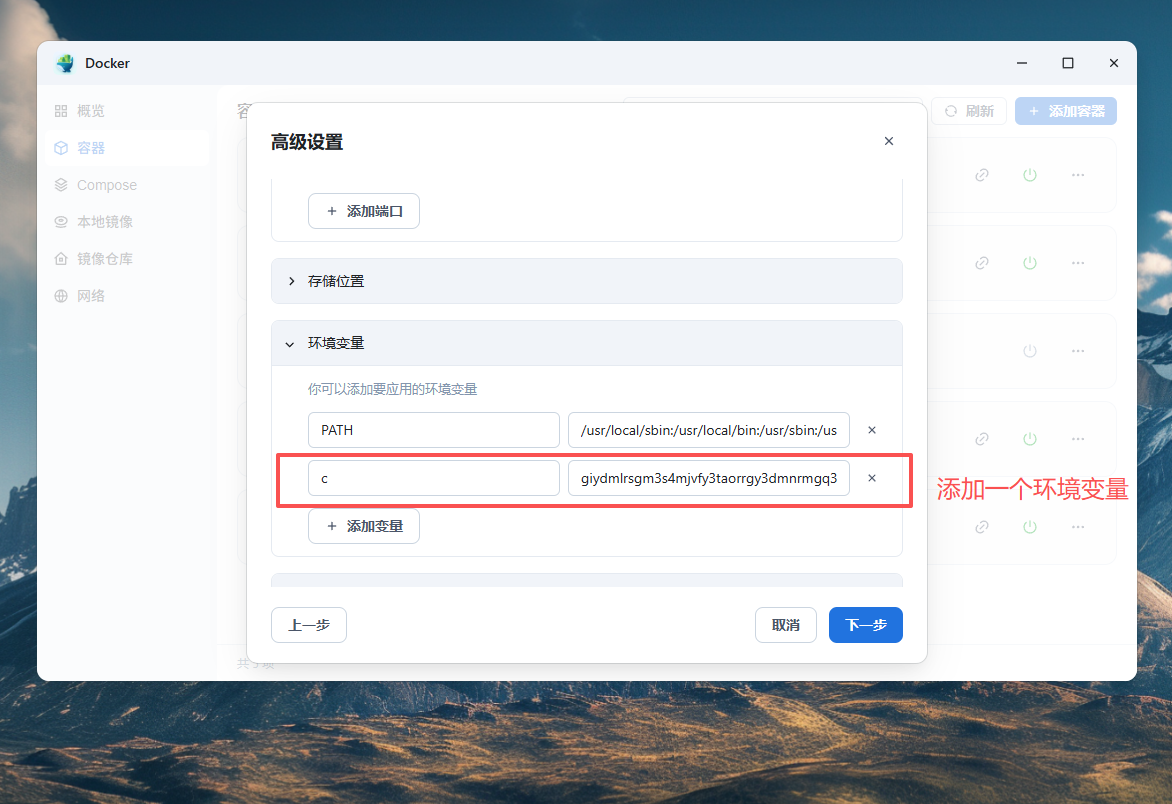 Docker
概览
容器
Compose
本地镜像
镜像仓库
网络
刷新
+ 添加容器
高级设置
+ 添加端口
存储位置
环境变量
你可以添加要应用的环境变量
PATH
/usr/local/sbin:/usr/local/bin:/usr/sbin:/us
c
giydmlrsgm3s4mjvfy3taorrgy3dmnrmgq3
添加一个环境变量
+ 添加变量
上一步
取消
下一步